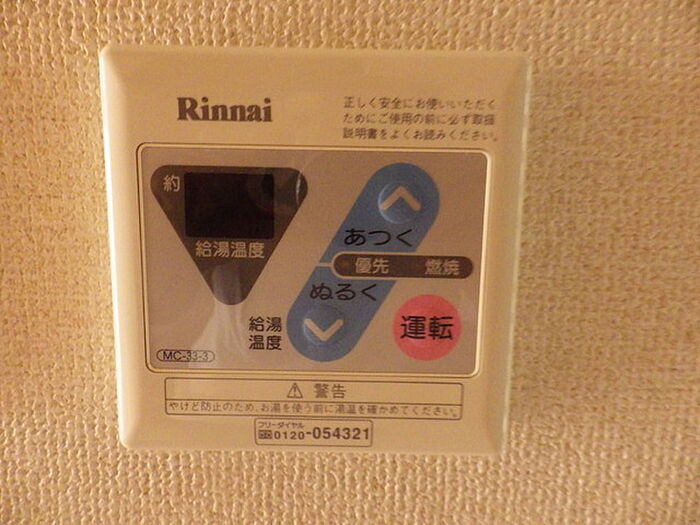 Rinnai
正しく安全にお使いいただく
ためにご使用の前に必ず取扱
説明書をよくお読みください。
約
給湯温度
あつく
優先 燃焼
ぬるく
給湯
温度
運転
MC-33-3
⚠ 警告
やけど防止のため、お湯を使う前に湯温を確かめてください。
フリーダイヤル
0120-054321